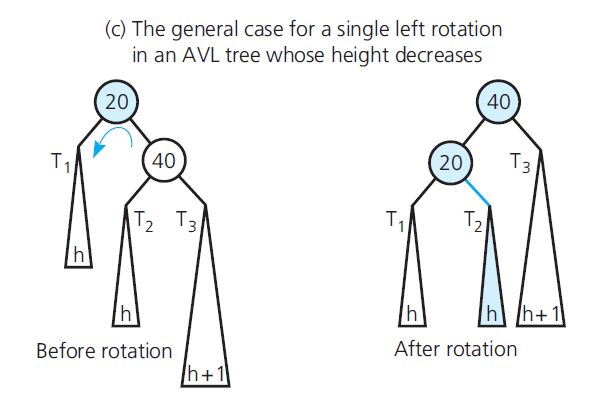 (c) The general case for a single left rotation
in an AVL tree whose height decreases
20
40
T1
T2
T3
h
h
h+1
Before rotation
40
20
T3
T1
T2
h
h
h+1
After rotation